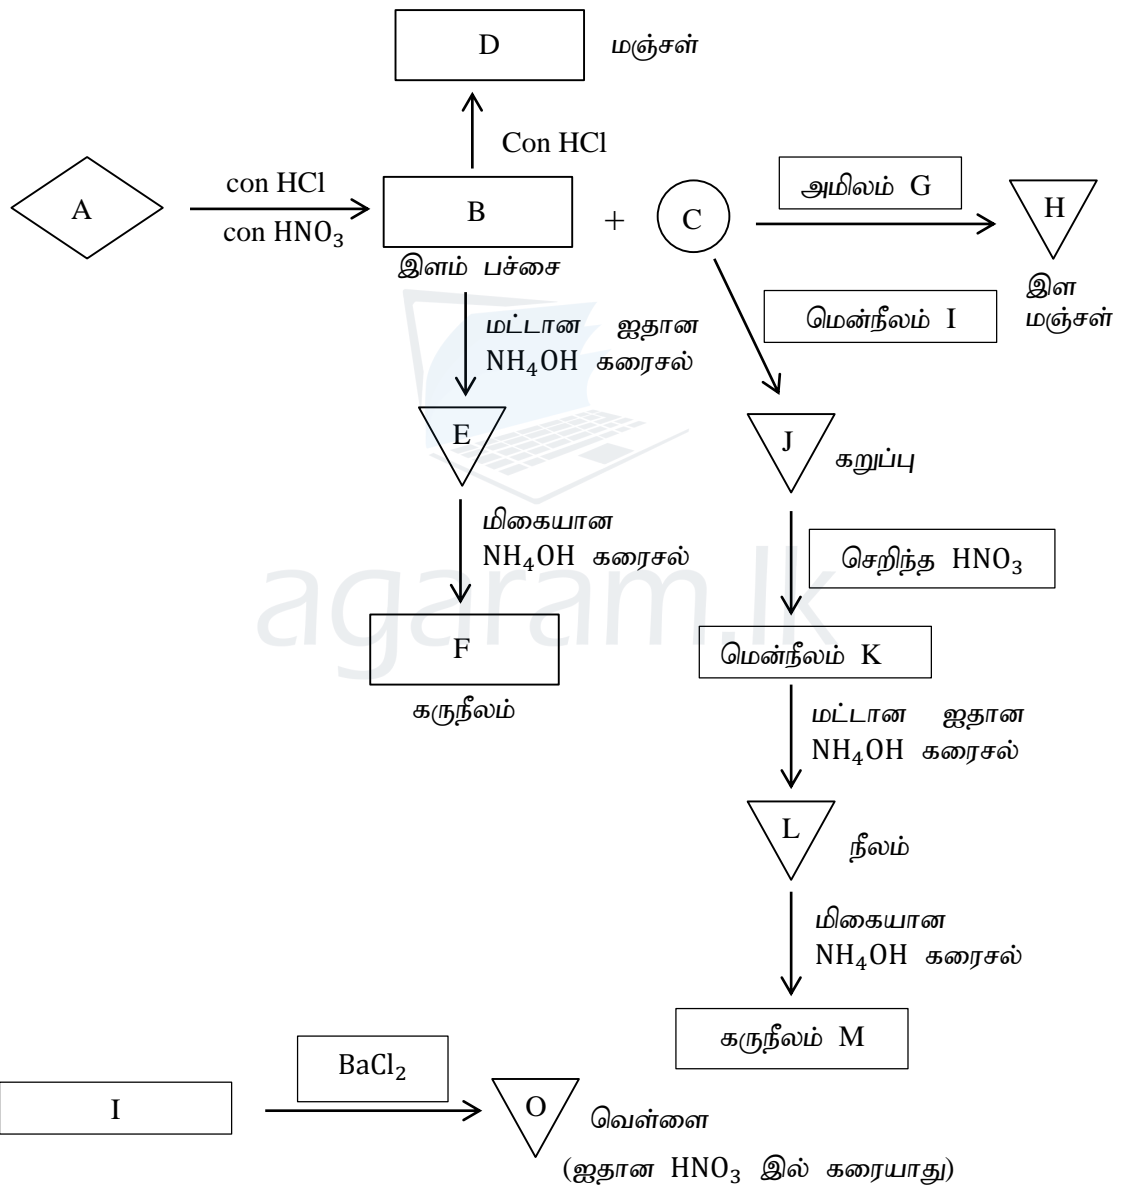 D மஞ்சள்
Con HCl
A
con HCl
con HNO₃
B
இளம் பச்சை
+
C
அமிலம் G
H
இள
மஞ்சள்
மட்டான ஐதான
NH₄OH கரைசல்
மென்நீலம் I
E
J கறுப்பு
மிகையான
NH₄OH கரைசல்
செறிந்த HNO₃
agaram.lk
F
கருநீலம்
மென்நீலம் K
மட்டான ஐதான
NH₄OH கரைசல்
L நீலம்
மிகையான
NH₄OH கரைசல்
கருநீலம் M
I
BaCl₂
O வெள்ளை
(ஐதான HNO₃ இல் கரையாது)